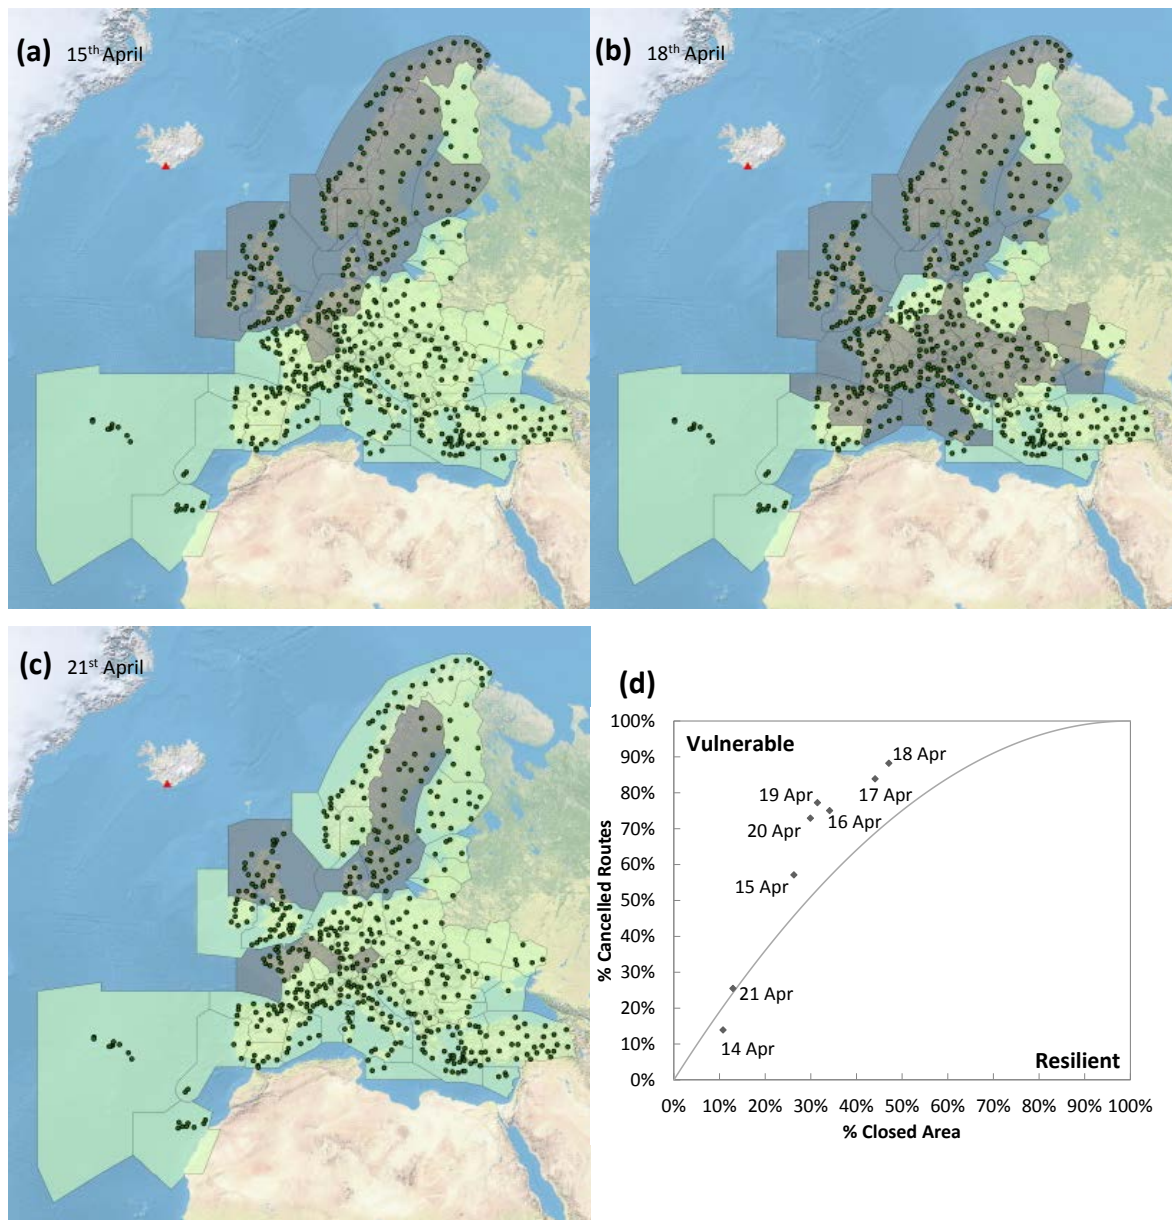 (a) 15th April
(b) 18th April
(c) 21st April
(d)
100%
90%
80%
70%
60%
50%
40%
30%
20%
10%
0%
% Cancelled Routes
Vulnerable
18 Apr
17 Apr
19 Apr
16 Apr
20 Apr
15 Apr
21 Apr
14 Apr
Resilient
0% 10% 20% 30% 40% 50% 60% 70% 80% 90% 100%
% Closed Area